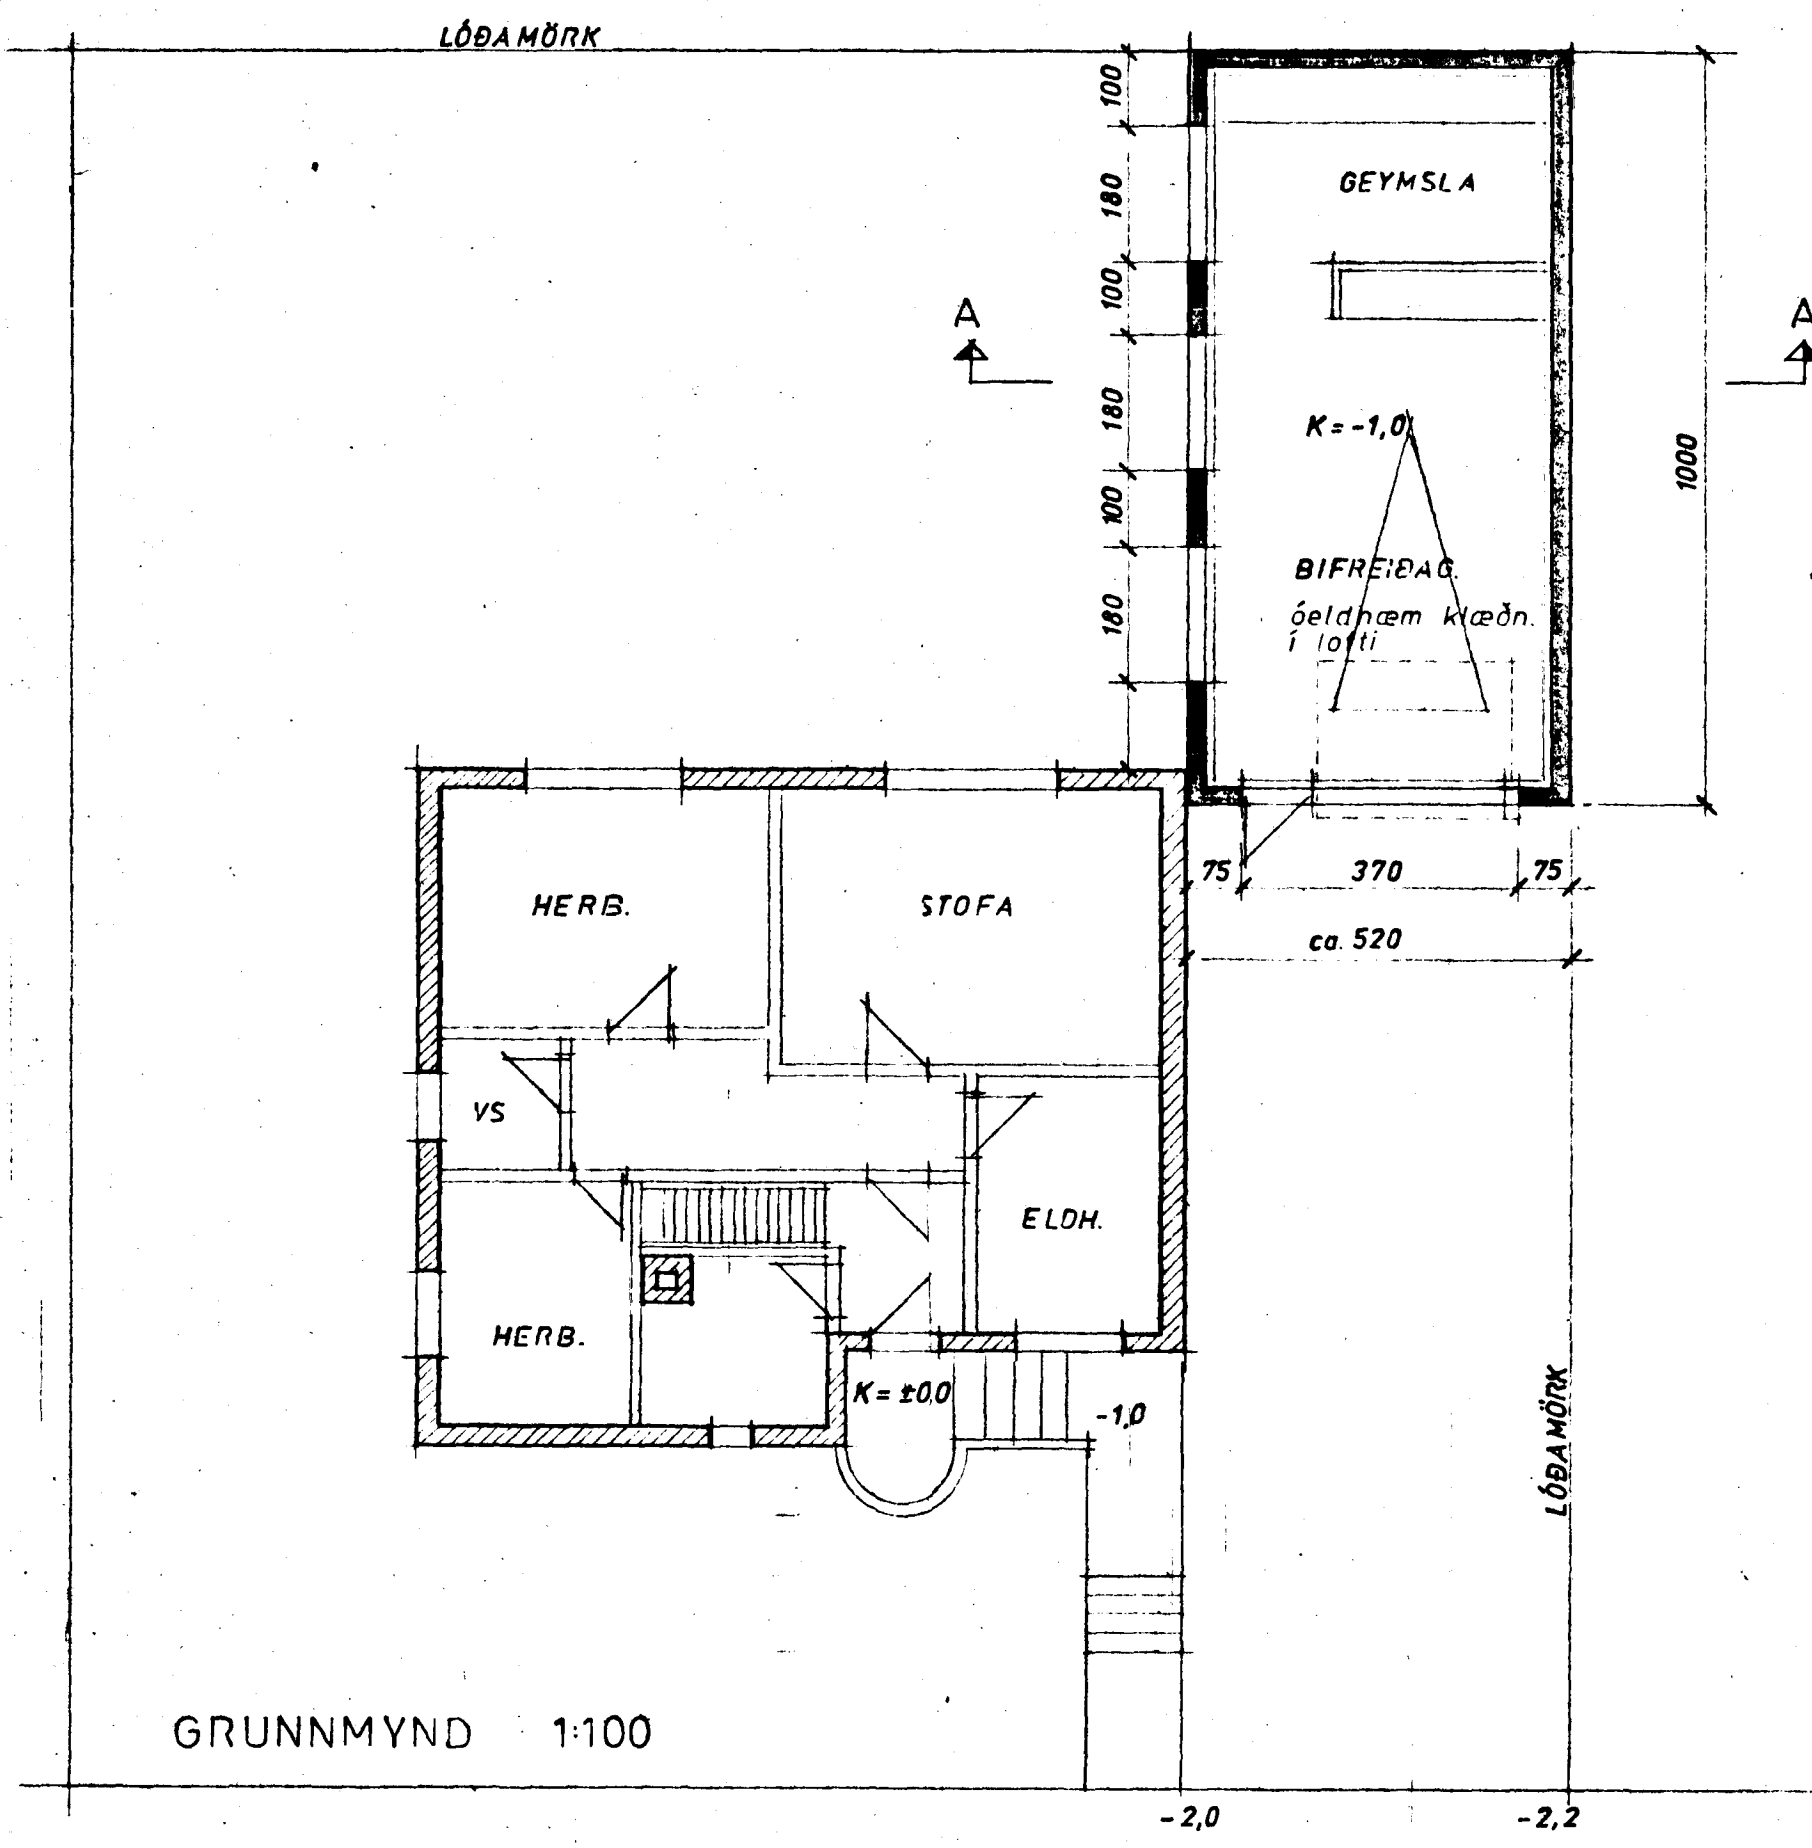 LÓÐAMÖRK
100
180
100
180
100
180
GEYMSLA
A
A
K=-1,0
1000
BIFREIÐAG.
óeldhæm klæðn.
í lofti
75
370
75
ca. 520
HERB.
STOFA
VS
ELDH.
HERB.
K=±0,0
-1,0
LÓÐAMÖRK
GRUNNMYND 1:100
-2,0
-2,2